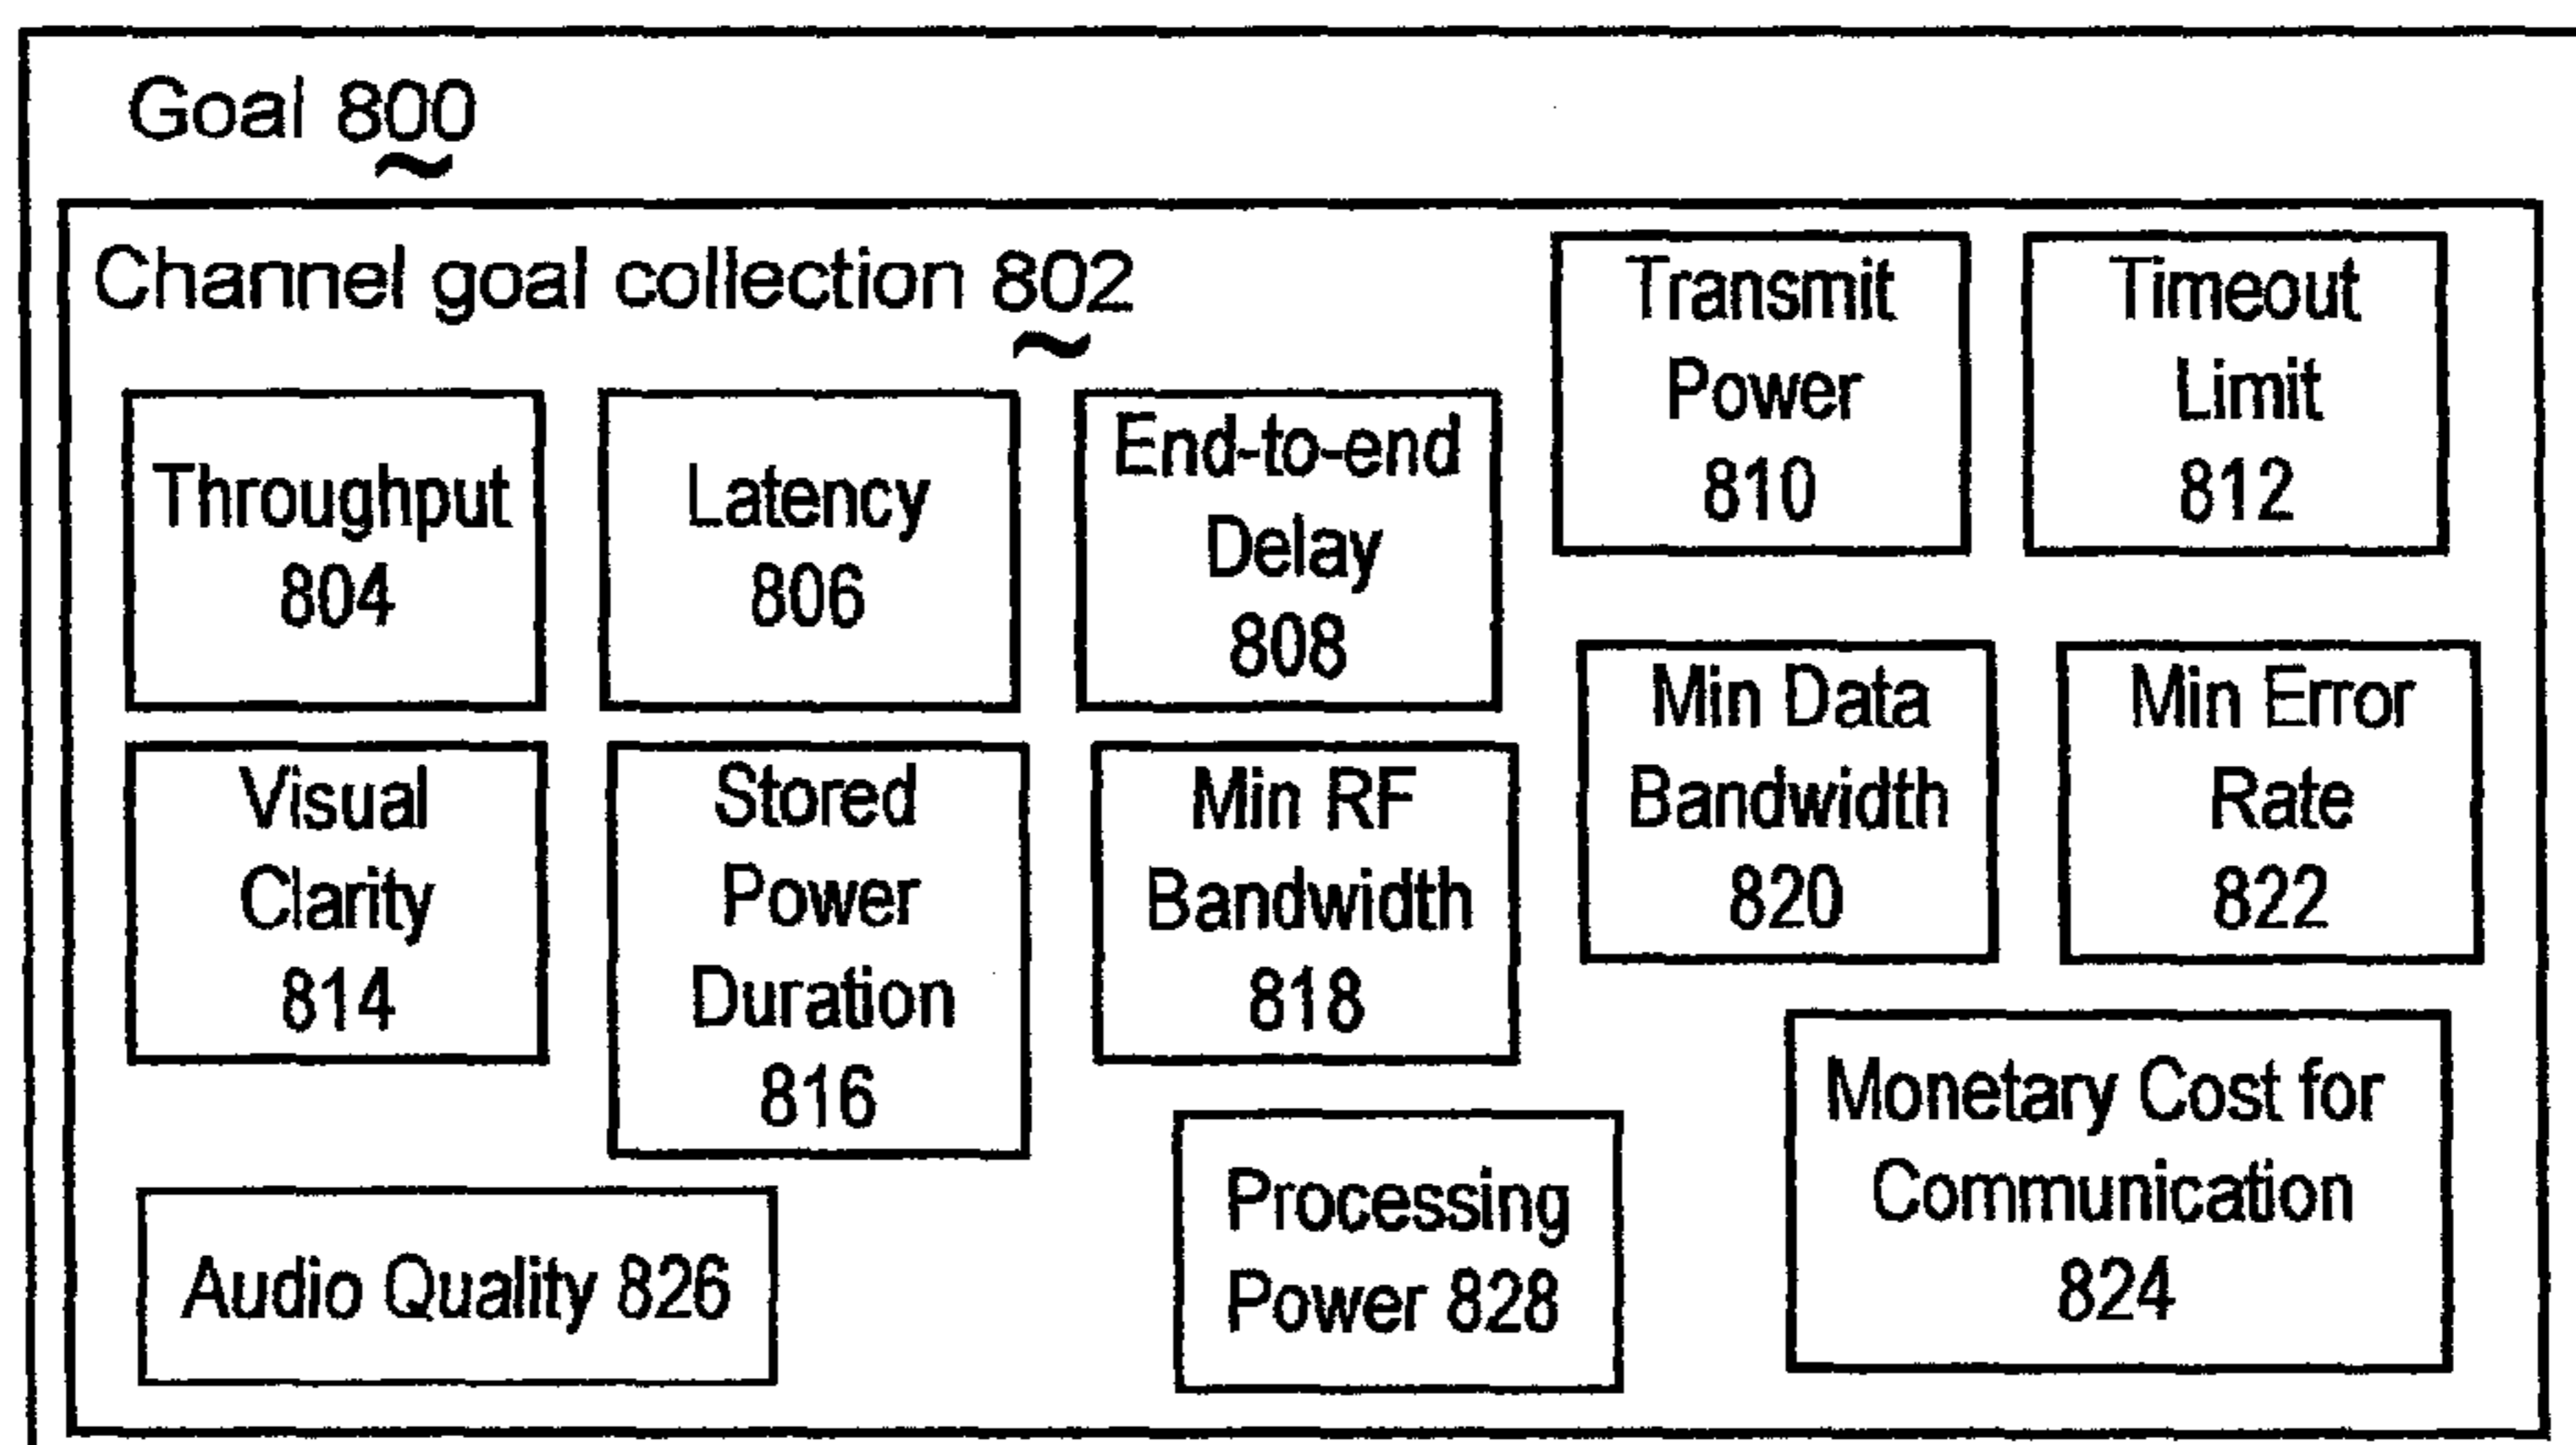 Goal 800
Channel goal collection 802
Transmit
Power
810
Timeout
Limit
812
Throughput
804
Latency
806
End-to-end
Delay
808
Min Data
Bandwidth
820
Min Error
Rate
822
Visual
Clarity
814
Stored
Power
Duration
816
Min RF
Bandwidth
818
Monetary Cost for
Communication
824
Audio Quality 826
Processing
Power 828